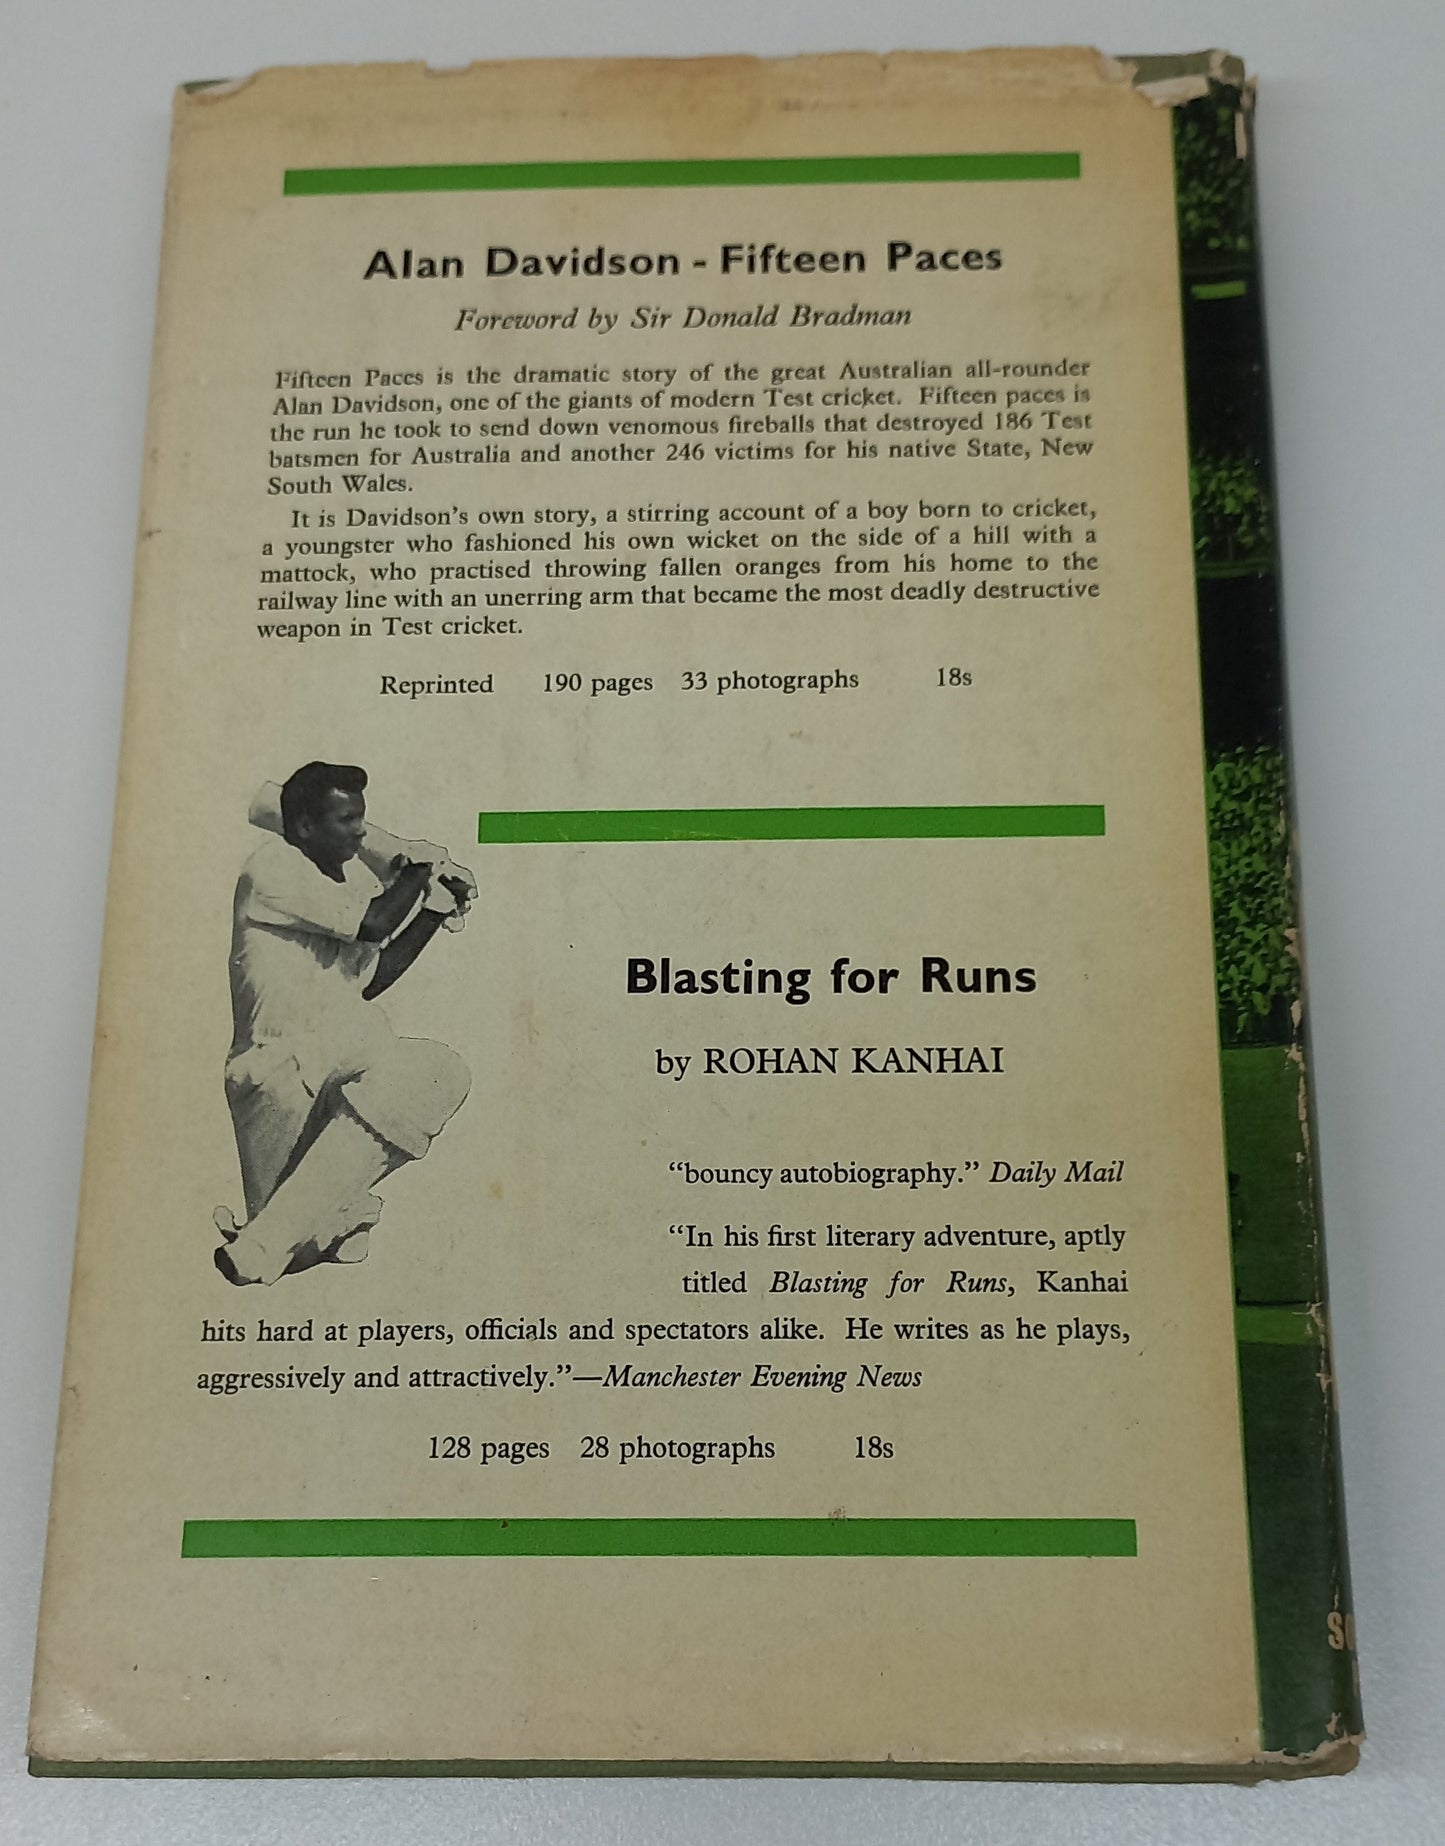 Alan Davidson - Fifteen Paces
Foreword by Sir Donald Bradman
Fifteen Paces is the dramatic story of the great Australian all-rounder
Alan Davidson, one of the giants of modern Test cricket. Fifteen paces is
the run he took to send down venomous fireballs that destroyed 186 Test
batsmen for Australia and another 246 victims for his native State, New
South Wales.
It is Davidson's own story, a stirring account of a boy born to cricket,
a youngster who fashioned his own wicket on the side of a hill with a
mattock, who practised throwing fallen oranges from his home to the
railway line with an unerring arm that became the most deadly destructive
weapon in Test cricket.
Reprinted 190 pages 33 photographs 18s
Blasting for Runs
by ROHAN KANHAI
“bouncy autobiography.” Daily Mail
“In his first literary adventure, aptly
titled Blasting for Runs, Kanhai
hits hard at players, officials and spectators alike. He writes as he plays,
aggressively and attractively.”—Manchester Evening News
128 pages 28 photographs 18s